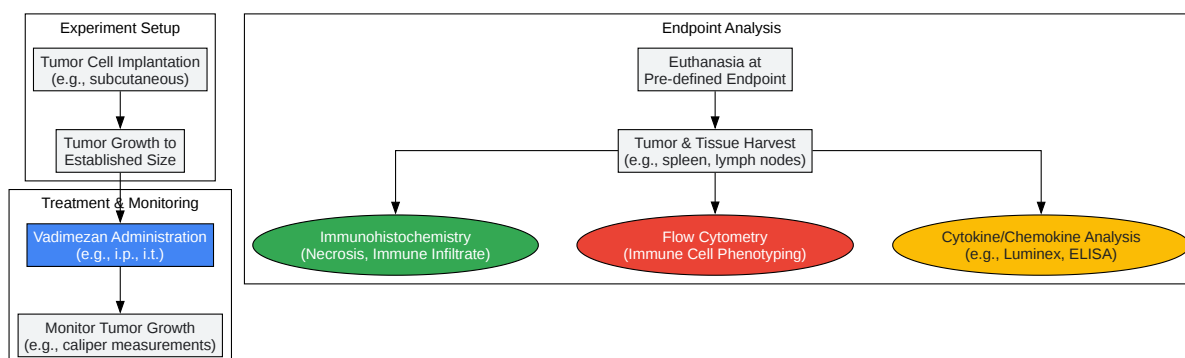 Experiment Setup
Tumor Cell Implantation
(e.g., subcutaneous)
Tumor Growth to
Established Size
Treatment & Monitoring
Vadimezan Administration
(e.g., i.p., i.t.)
Monitor Tumor Growth
(e.g., caliper measurements)
Endpoint Analysis
Euthanasia at
Pre-defined Endpoint
Tumor & Tissue Harvest
(e.g., spleen, lymph nodes)
Immunohistochemistry
(Necrosis, Immune Infiltrate)
Flow Cytometry
(Immune Cell Phenotyping)
Cytokine/Chemokine Analysis
(e.g., Luminex, ELISA)